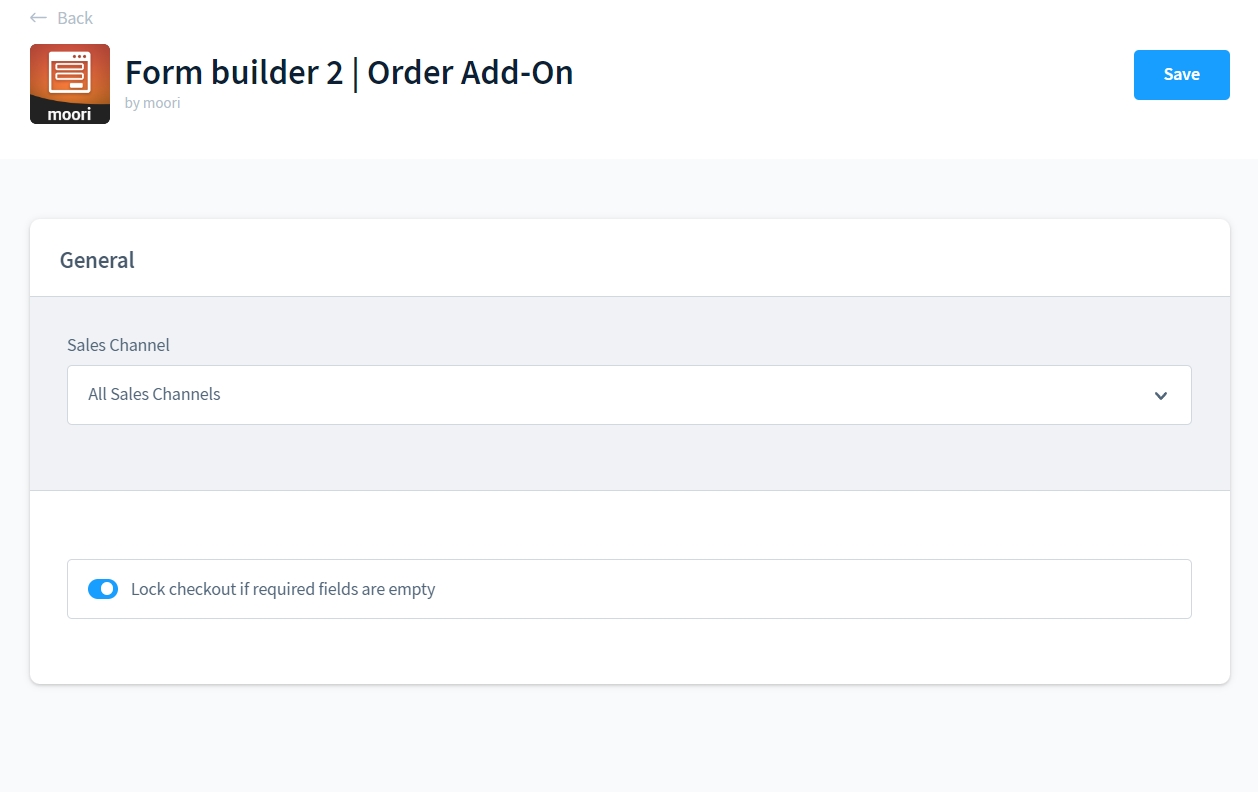 Back
moori
Form builder 2 | Order Add-On
by moori
Save
General
Sales Channel
All Sales Channels
Lock checkout if required fields are empty